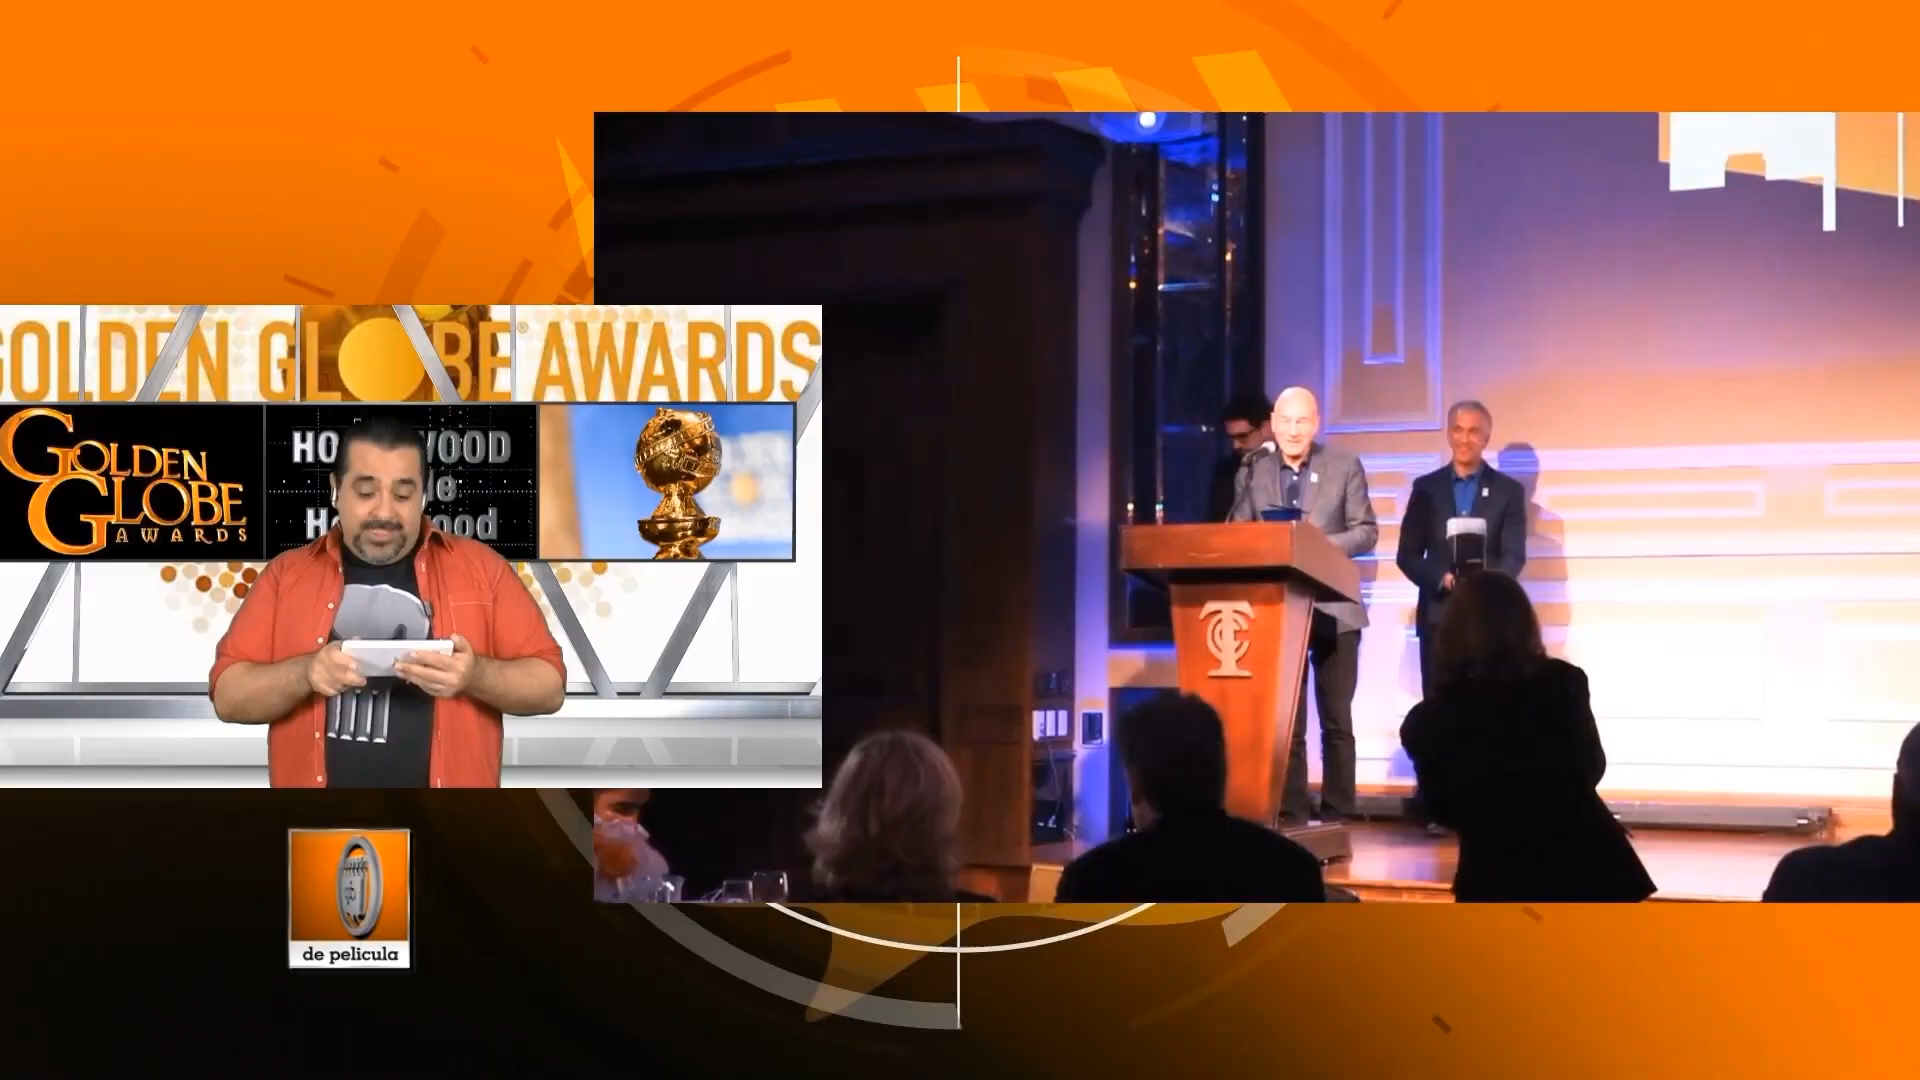 GOLDEN GLOBE® AWARDS
GOLDEN
GLOBE
AWARDS
de pelicula